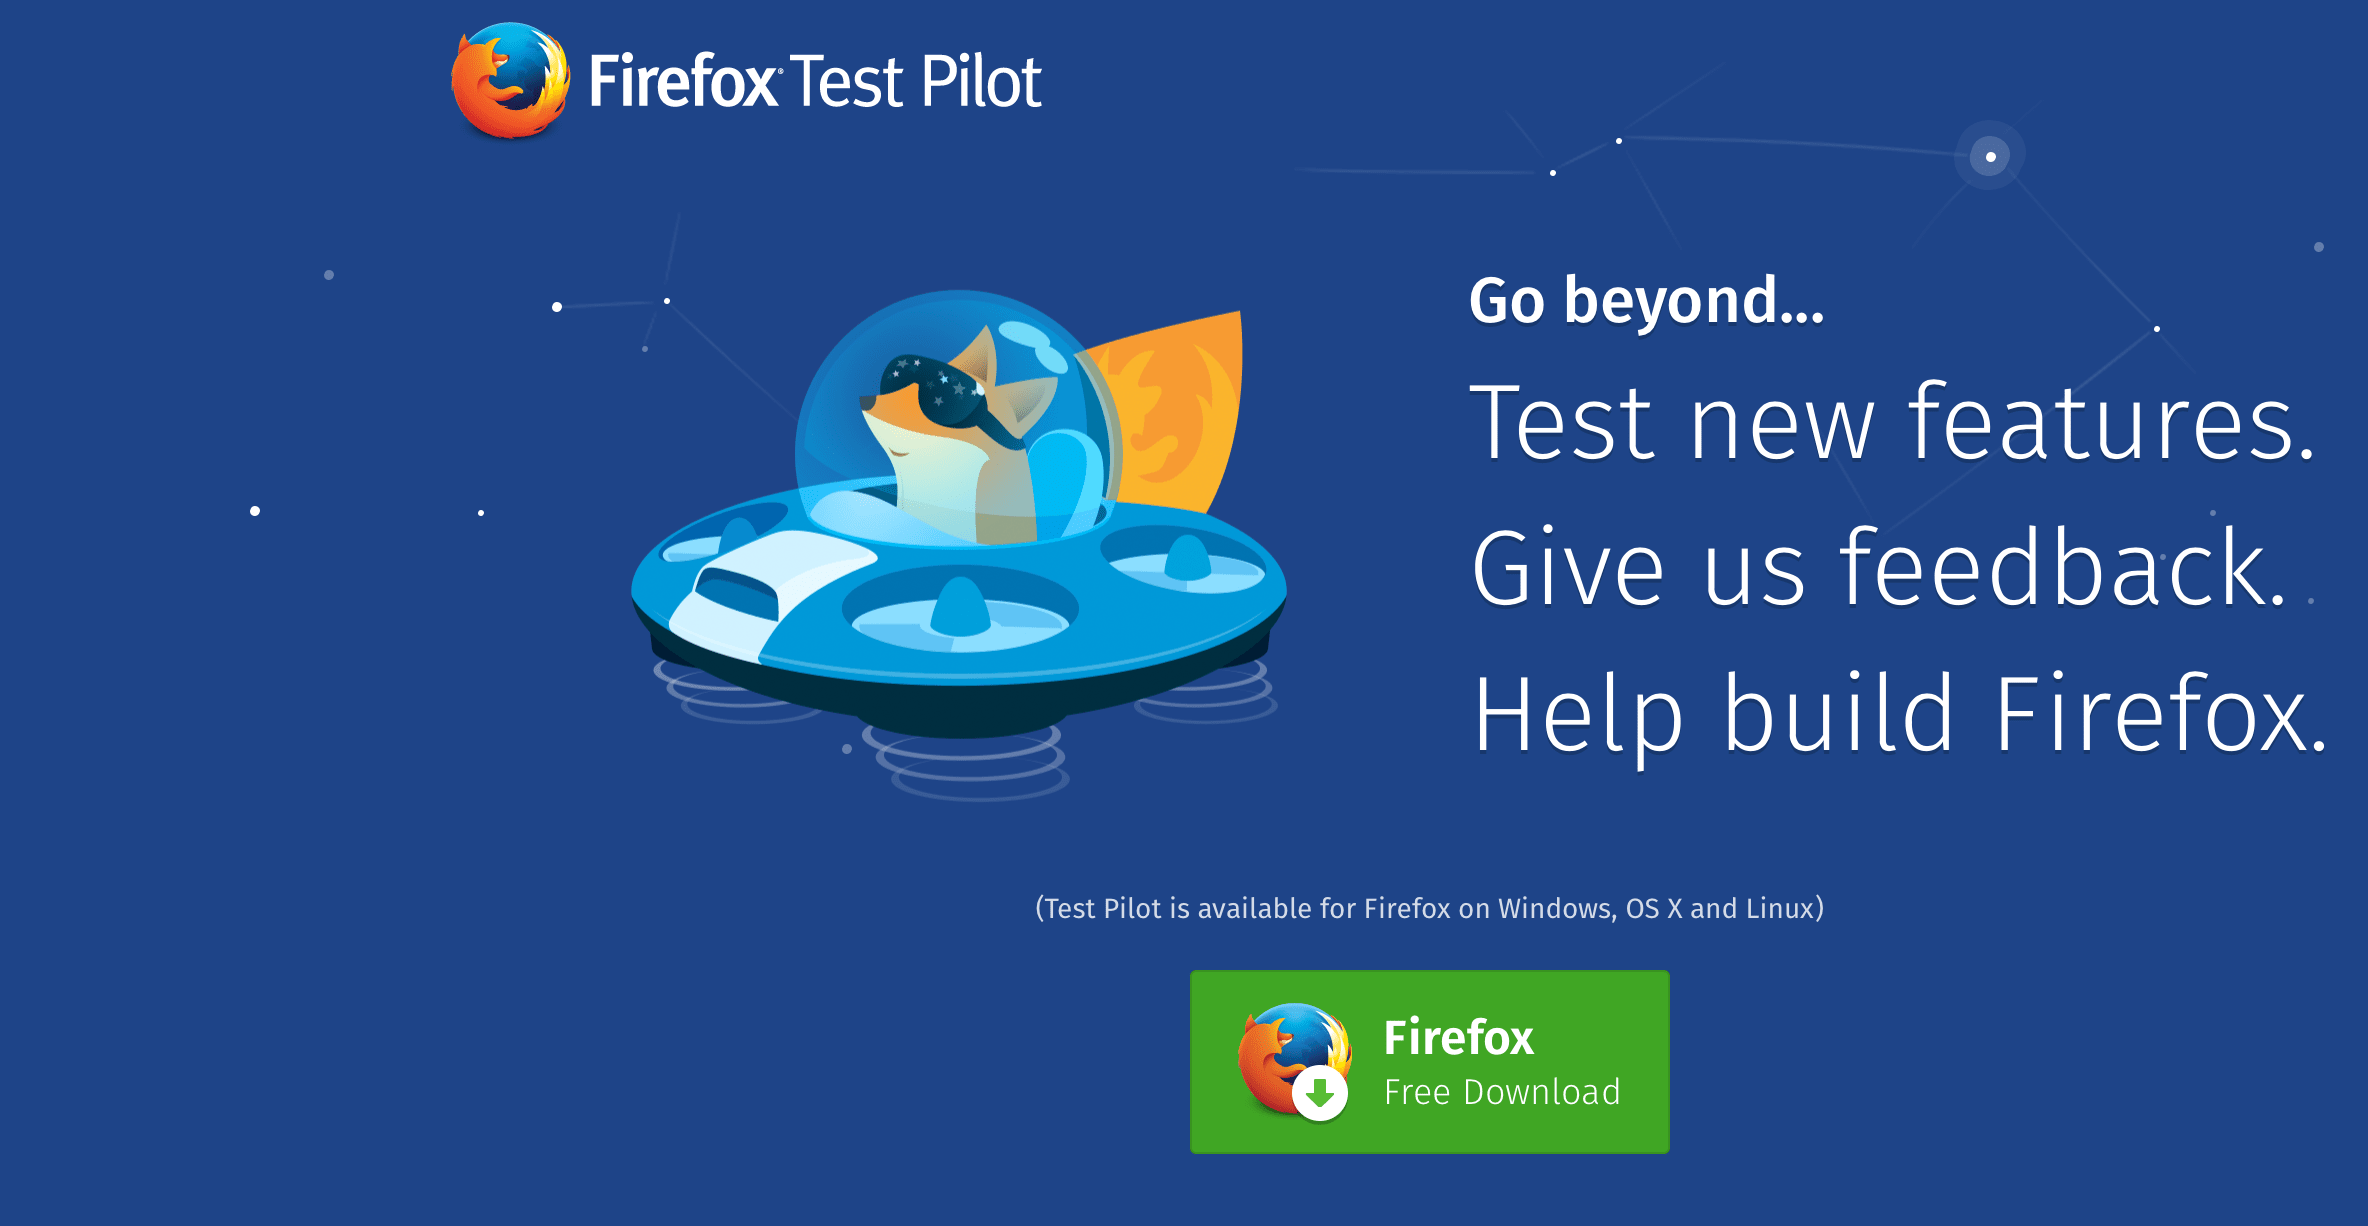 Firefox® Test Pilot
Go beyond...
Test new features.
Give us feedback.
Help build Firefox.
(Test Pilot is available for Firefox on Windows, OS X and Linux)
Firefox
Free Download